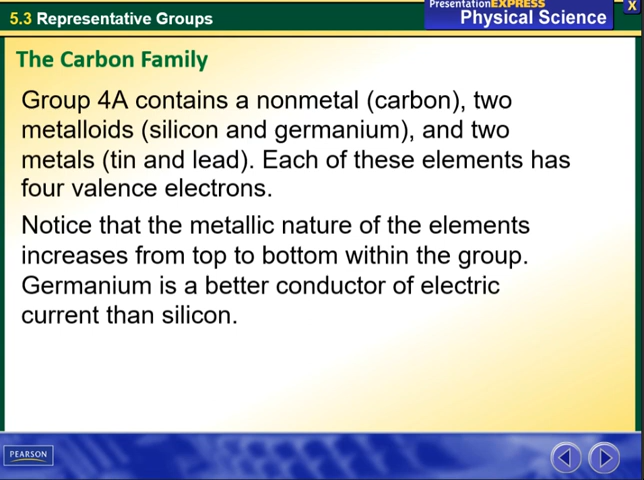 PresentationEXPRESS
5.3 Representative Groups
Physical Science
X
The Carbon Family
Group 4A contains a nonmetal (carbon), two
metalloids (silicon and germanium), and two
metals (tin and lead). Each of these elements has
four valence electrons.
Notice that the metallic nature of the elements
increases from top to bottom within the group.
Germanium is a better conductor of electric
current than silicon.
PEARSON